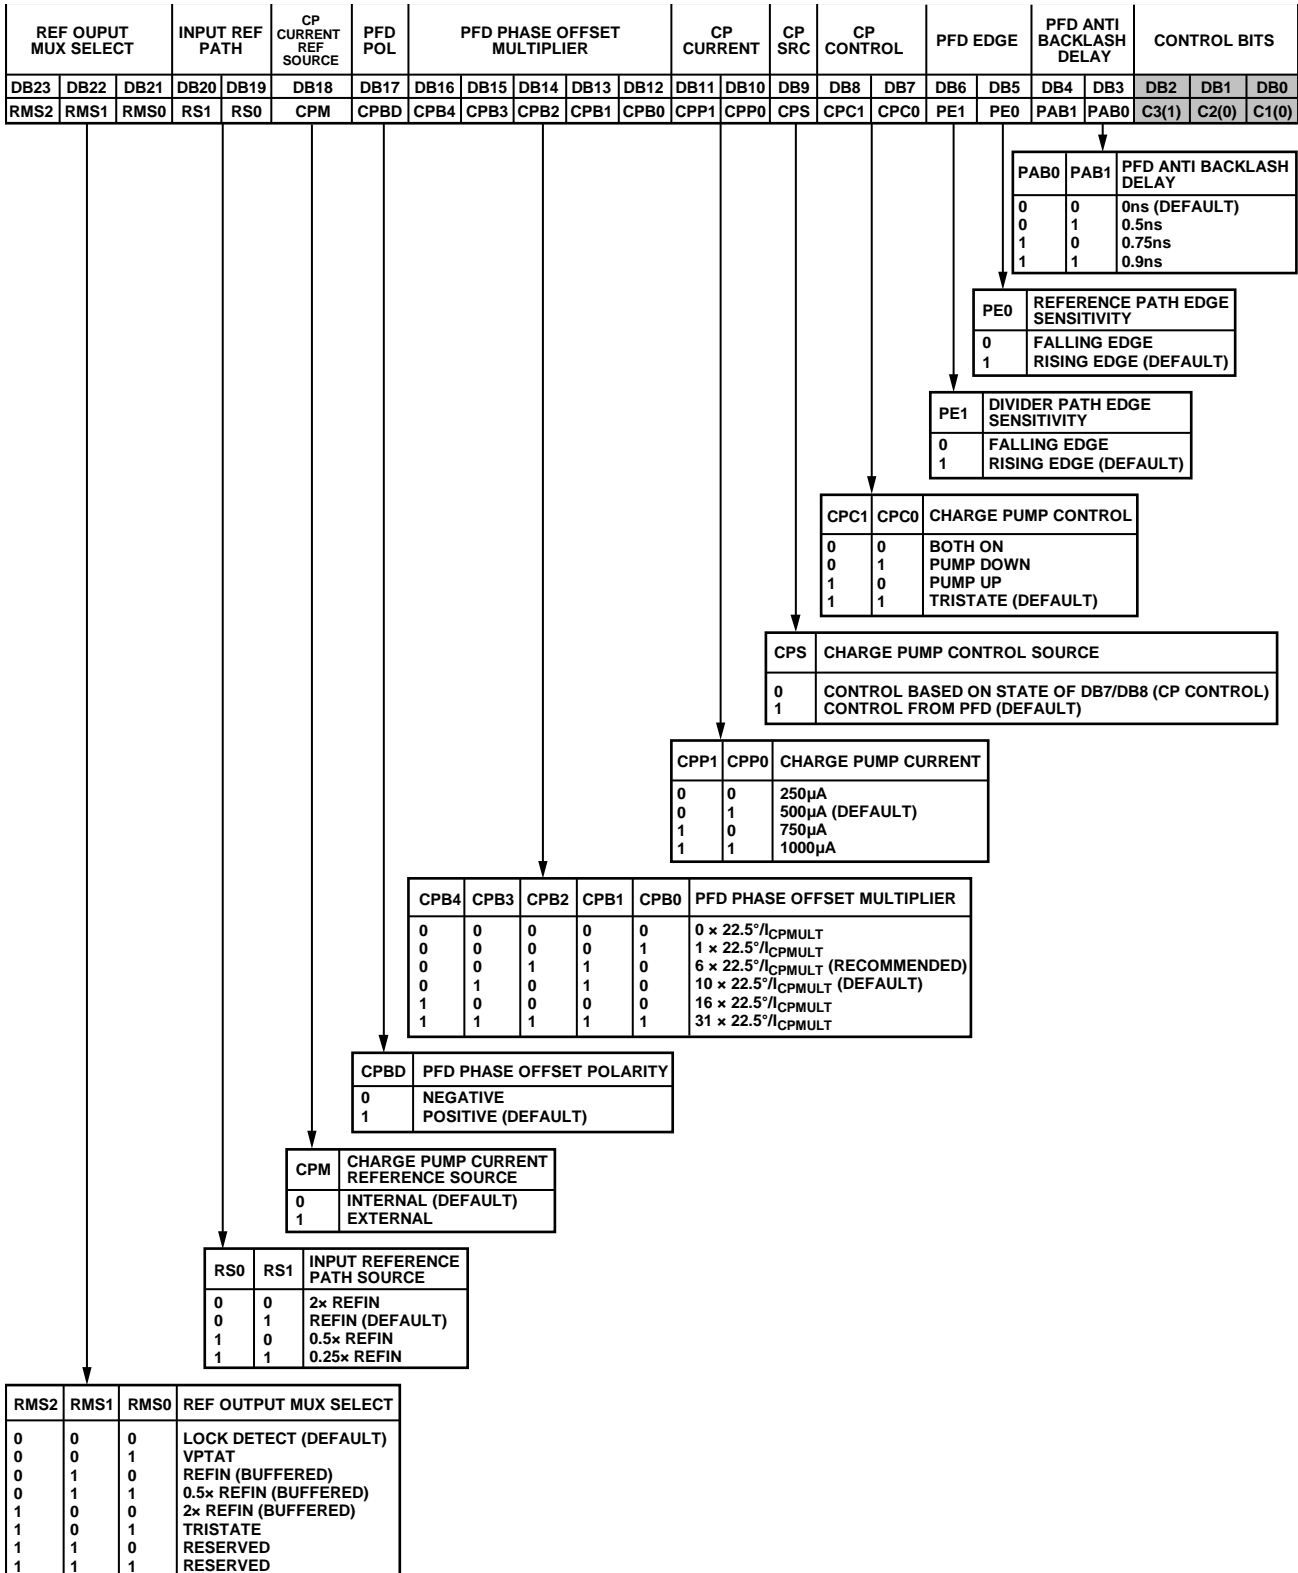 REF OUPUT MUX SELECT
INPUT REF PATH
CP CURRENT REF SOURCE
PFD POL
PFD PHASE OFFSET MULTIPLIER
CP CURRENT
CP SRC
CP CONTROL
PFD EDGE
PFD ANTI BACKLASH DELAY
CONTROL BITS
DB23 DB22 DB21 DB20 DB19 DB18 DB17 DB16 DB15 DB14 DB13 DB12 DB11 DB10 DB9 DB8 DB7 DB6 DB5 DB4 DB3 DB2 DB1 DB0
RMS2 RMS1 RMS0 RS1 RS0 CPM CPBD CPB4 CPB3 CPB2 CPB1 CPB0 CPP1 CPP0 CPS CPC1 CPC0 PE1 PE0 PAB1 PAB0 C3(1) C2(0) C1(0)
PAB0 PAB1 PFD ANTI BACKLASH DELAY
0 0 0ns (DEFAULT)
0 1 0.5ns
1 0 0.75ns
1 1 0.9ns
PE0 REFERENCE PATH EDGE SENSITIVITY
0 FALLING EDGE
1 RISING EDGE (DEFAULT)
PE1 DIVIDER PATH EDGE SENSITIVITY
0 FALLING EDGE
1 RISING EDGE (DEFAULT)
CPC1 CPC0 CHARGE PUMP CONTROL
0 0 BOTH ON
0 1 PUMP DOWN
1 0 PUMP UP
1 1 TRISTATE (DEFAULT)
CPS CHARGE PUMP CONTROL SOURCE
0 CONTROL BASED ON STATE OF DB7/DB8 (CP CONTROL)
1 CONTROL FROM PFD (DEFAULT)
CPP1 CPP0 CHARGE PUMP CURRENT
0 0 250µA
0 1 500µA (DEFAULT)
1 0 750µA
1 1 1000µA
CPB4 CPB3 CPB2 CPB1 CPB0 PFD PHASE OFFSET MULTIPLIER
0 0 0 0 0 0 × 22.5°/ICPMULT
0 0 0 0 1 1 × 22.5°/ICPMULT
0 0 1 1 0 6 × 22.5°/ICPMULT (RECOMMENDED)
0 1 0 1 0 10 × 22.5°/ICPMULT (DEFAULT)
1 0 0 0 0 16 × 22.5°/ICPMULT
1 1 1 1 1 31 × 22.5°/ICPMULT
CPBD PFD PHASE OFFSET POLARITY
0 NEGATIVE
1 POSITIVE (DEFAULT)
CPM CHARGE PUMP CURRENT REFERENCE SOURCE
0 INTERNAL (DEFAULT)
1 EXTERNAL
RS0 RS1 INPUT REFERENCE PATH SOURCE
0 0 2× REFIN
0 1 REFIN (DEFAULT)
1 0 0.5× REFIN
1 1 0.25× REFIN
RMS2 RMS1 RMS0 REF OUTPUT MUX SELECT
0 0 0 LOCK DETECT (DEFAULT)
0 0 1 VPTAT
0 1 0 REFIN (BUFFERED)
0 1 1 0.5× REFIN (BUFFERED)
1 0 0 2× REFIN (BUFFERED)
1 0 1 TRISTATE
1 1 0 RESERVED
1 1 1 RESERVED